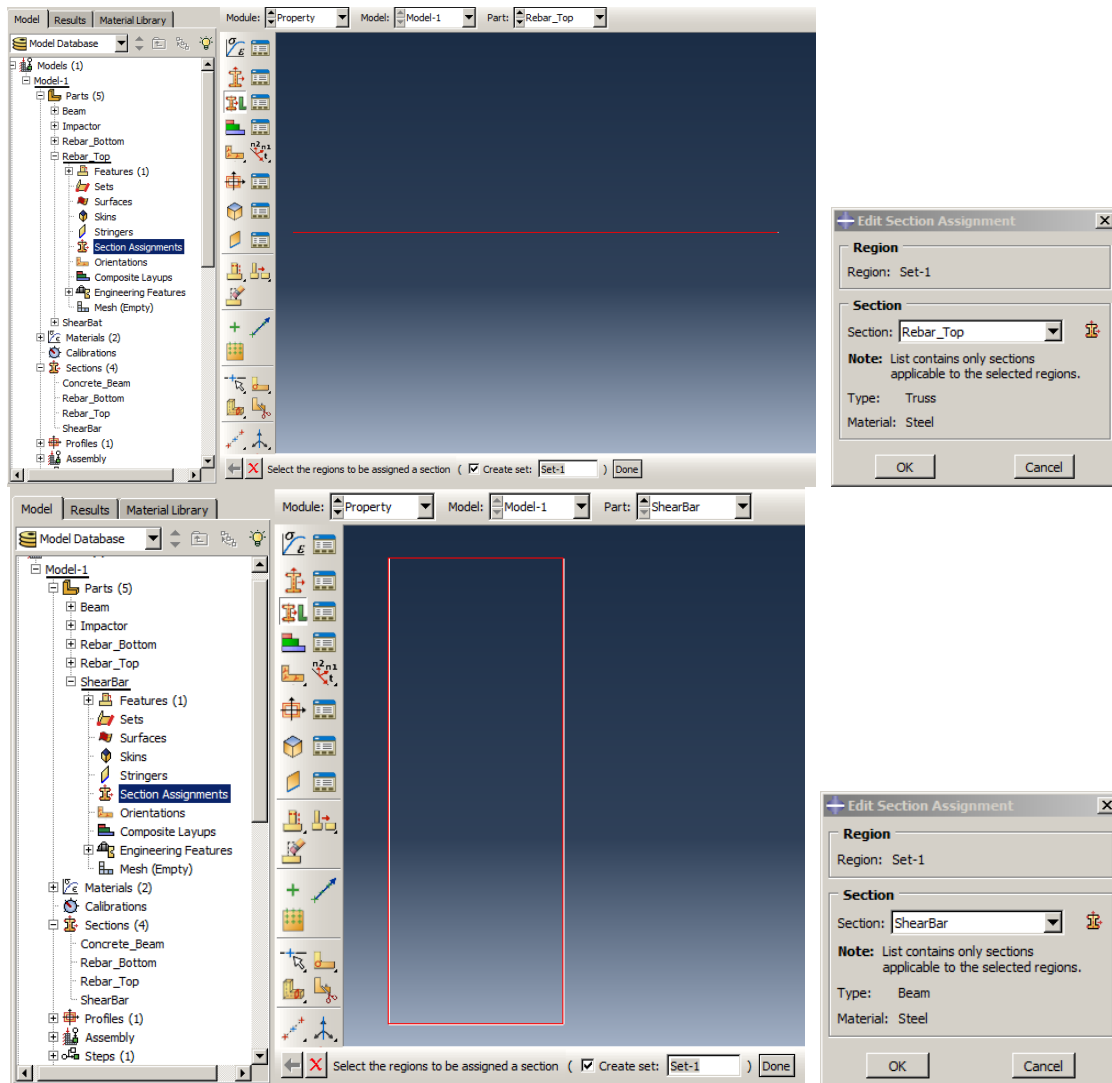 Model Results Material Library Module: Property Model: Model-1 Part: Rebar_Top
Model Database
Models (1)
Model-1
Parts (5)
Beam
Impactor
Rebar_Bottom
Rebar_Top
Features (1)
Sets
Surfaces
Skins
Stringers
Section Assignments
Orientations
Composite Layups
Engineering Features
Mesh (Empty)
ShearBat
Materials (2)
Calibrations
Sections (4)
Concrete_Beam
Rebar_Bottom
Rebar_Top
ShearBar
Profiles (1)
Assembly
Select the regions to be assigned a section ( Create set: Set-1 ) Done
Edit Section Assignment
Region
Region: Set-1
Section
Section: Rebar_Top
Note: List contains only sections
applicable to the selected regions.
Type: Truss
Material: Steel
OK Cancel
Model Results Material Library Module: Property Model: Model-1 Part: ShearBar
Model Database
Model-1
Parts (5)
Beam
Impactor
Rebar_Bottom
Rebar_Top
ShearBar
Features (1)
Sets
Surfaces
Skins
Stringers
Section Assignments
Orientations
Composite Layups
Engineering Features
Mesh (Empty)
Materials (2)
Calibrations
Sections (4)
Concrete_Beam
Rebar_Bottom
Rebar_Top
ShearBar
Profiles (1)
Assembly
Steps (1)
Select the regions to be assigned a section ( Create set: Set-1 ) Done
Edit Section Assignment
Region
Region: Set-1
Section
Section: ShearBar
Note: List contains only sections
applicable to the selected regions.
Type: Beam
Material: Steel
OK Cancel